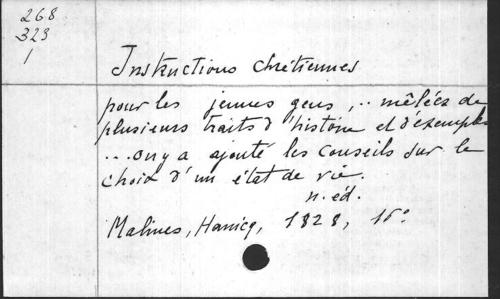 268
323
1
Instructions chrétiennes
pour les jeunes gens, .. mêlées de
plusieurs traits d'histoire et d'exemples
... on y a ajouté les conseils sur le
choix d'un état de vie.
n. éd.
Malines, Hanicq, 1828, 16°